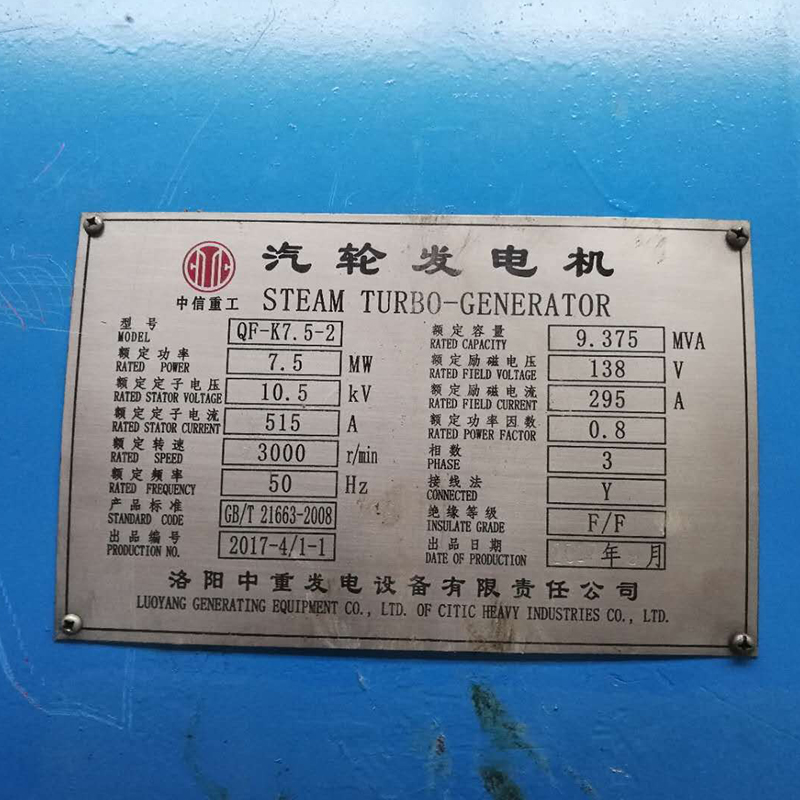 汽轮发电机
中信重工 STEAM TURBO-GENERATOR
型号 MODEL QF-K7.5-2
额定功率 RATED POWER 7.5 MW
额定定子电压 RATED STATOR VOLTAGE 10.5 kV
额定定子电流 RATED STATOR CURRENT 515 A
额定转速 RATED SPEED 3000 r/min
额定频率 RATED FREQUENCY 50 Hz
产品标准 STANDARD CODE GB/T 21663-2008
出品编号 PRODUCTION NO. 2017-4/1-1
额定容量 RATED CAPACITY 9.375 MVA
额定励磁电压 RATED FIELD VOLTAGE 138 V
额定励磁电流 RATED FIELD CURRENT 295 A
额定功率因数 RATED POWER FACTOR 0.8
相数 PHASE 3
接线法 CONNECTED Y
绝缘等级 INSULATE GRADE F/F
出品日期 DATE OF PRODUCTION 年 月
洛阳中重发电设备有限责任公司
LUOYANG GENERATING EQUIPMENT CO., LTD. OF CITIC HEAVY INDUSTRIES CO., LTD.